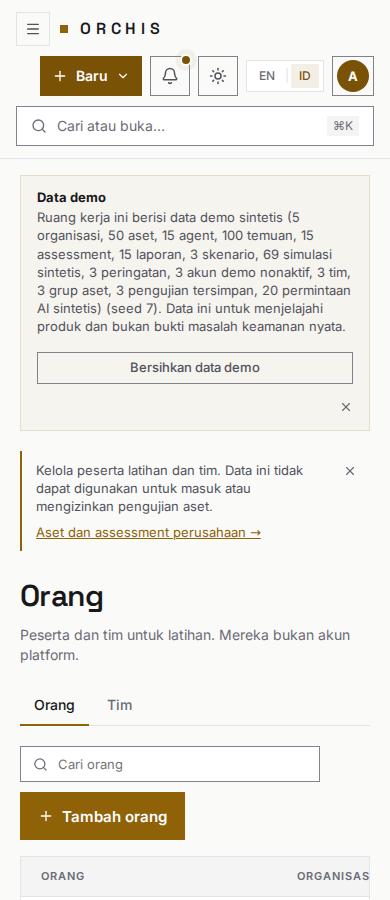 ORCHIS
Baru
EN
ID
A
Cari atau buka...
⌘K
Data demo
Ruang kerja ini berisi data demo sintetis (5
organisasi, 50 aset, 15 agent, 100 temuan, 15
assessment, 15 laporan, 3 skenario, 69 simulasi
sintetis, 3 peringatan, 3 akun demo nonaktif, 3 tim,
3 grup aset, 3 pengujian tersimpan, 20 permintaan
AI sintetis) (seed 7). Data ini untuk menjelajahi
produk dan bukan bukti masalah keamanan nyata.
Bersihkan data demo
Kelola peserta latihan dan tim. Data ini tidak
dapat digunakan untuk masuk atau
mengizinkan pengujian aset.
Aset dan assessment perusahaan →
Orang
Peserta dan tim untuk latihan. Mereka bukan akun
platform.
Orang
Tim
Cari orang
+ Tambah orang
ORANG
ORGANISAS